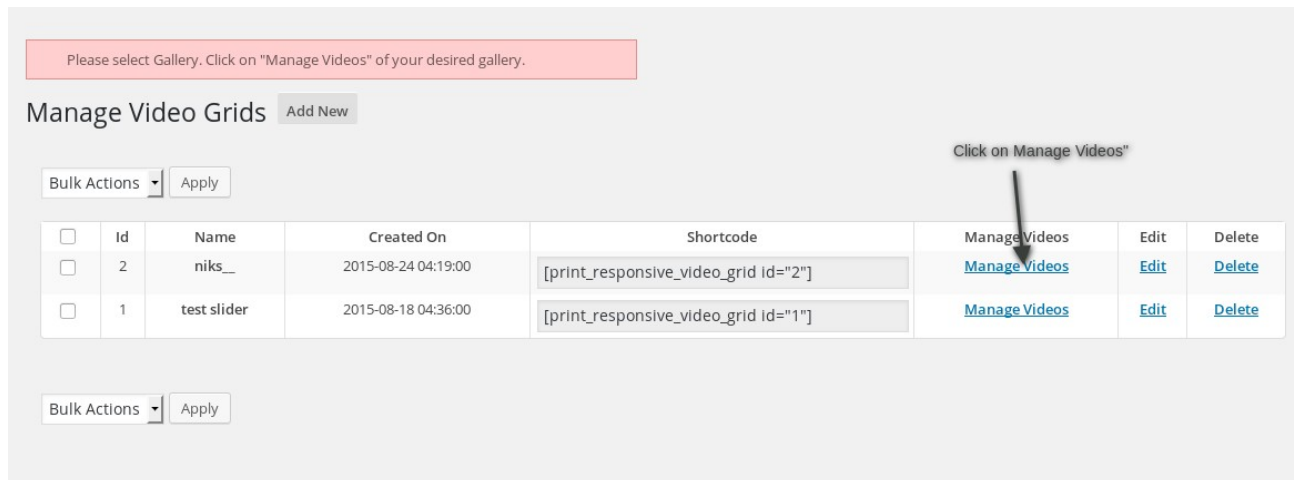 Please select Gallery. Click on "Manage Videos" of your desired gallery.
Manage Video Grids Add New
Click on Manage Videos"
Bulk Actions Apply
Id Name Created On Shortcode Manage Videos Edit Delete
2 niks__ 2015-08-24 04:19:00 [print_responsive_video_grid id="2"] Manage Videos Edit Delete
1 test slider 2015-08-18 04:36:00 [print_responsive_video_grid id="1"] Manage Videos Edit Delete
Bulk Actions Apply